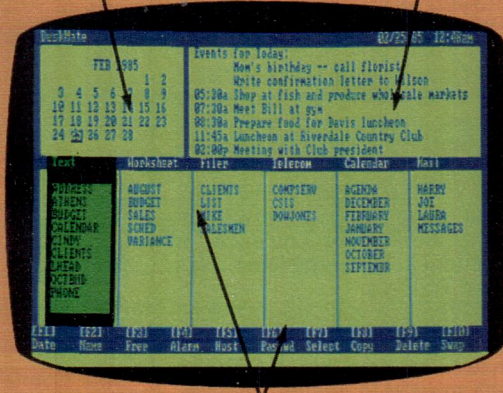 DeskMate 02/25/85 12:48am
FEB 1985
1 2
3 4 5 6 7 8 9
10 11 12 13 14 15 16
17 18 19 20 21 22 23
24 25 26 27 28
Events for Today:
Mom's birthday -- call florist
Write confirmation letter to Wilson
05:30a Shop at fish and produce wholesale markets
07:30a Meet Bill at gym
08:30a Prepare food for Davis luncheon
11:45a Luncheon at Riverdale Country Club
02:00p Meeting with Club president
Text Worksheet Filer Telecom Calendar Mail
ADDRESS AUGUST CLIENTS COMPSERV AGENDA HARRY
ATHENS BUDGET LIST CSIS DECEMBER JOE
BUDGET SALES MIKE DOWJONES FEBRUARY LAURA
CALENDAR SCHED SALESMEN JANUARY MESSAGES
CINDY VARIANCE NOVEMBER
CLIENTS OCTOBER
LHEAD SEPTEMBR
OCTBUD
PHONE
[F1] [F2] [F3] [F4] [F5] [F6] [F7] [F8] [F9] [F10]
Date Name Free Alarm Host Passwd Select Copy Delete Swap